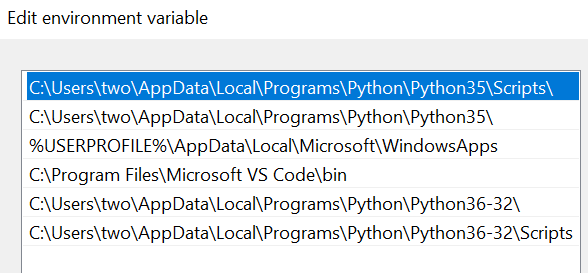 Edit environment variable
C:\Users\two\AppData\Local\Programs\Python\Python35\Scripts\
C:\Users\two\AppData\Local\Programs\Python\Python35\
%USERPROFILE%\AppData\Local\Microsoft\WindowsApps
C:\Program Files\Microsoft VS Code\bin
C:\Users\two\AppData\Local\Programs\Python\Python36-32\
C:\Users\two\AppData\Local\Programs\Python\Python36-32\Scripts